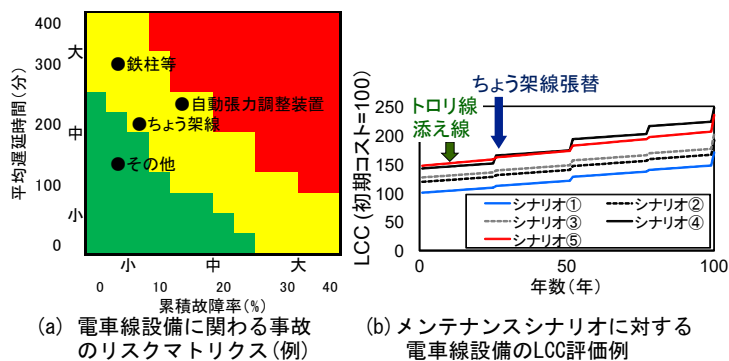 400
大
300
中
200
100
小
0
平均遅延時間(分)
●鉄柱等
●自動張力調整装置
●ちょう架線
●その他
小 中 大
0 10 20 30 40
累積故障率(%)
(a) 電車線設備に関わる事故
のリスクマトリクス(例)
ちょう架線張替
トロリ線
添え線
LCC(初期コスト=100)
250
200
150
100
50
0
シナリオ① シナリオ②
シナリオ③ シナリオ④
シナリオ⑤
0 50 100
年数(年)
(b)メンテナンスシナリオに対する
電車線設備のLCC評価例